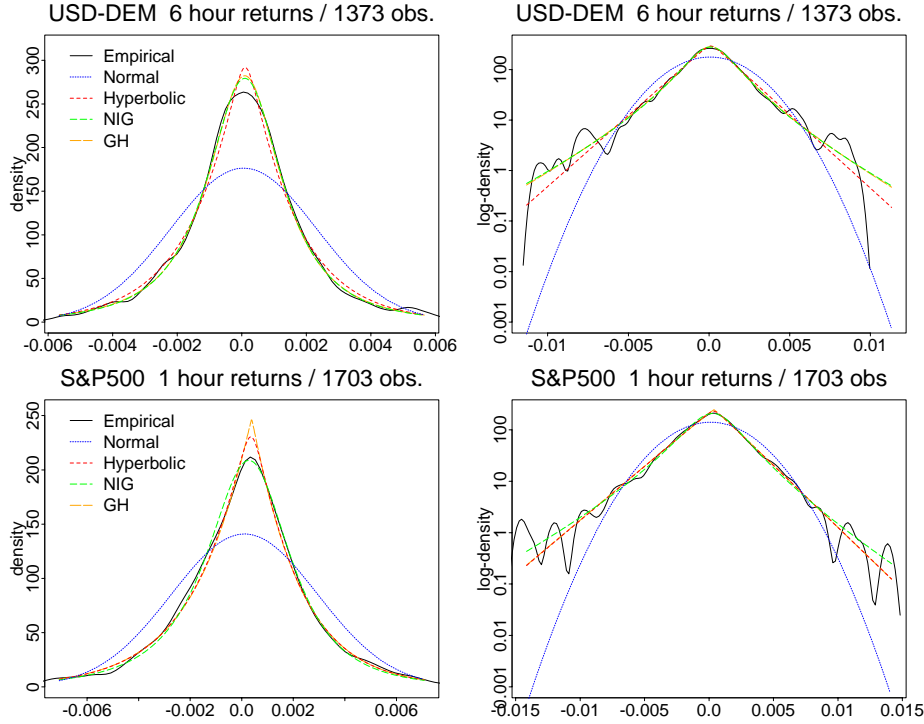 USD-DEM 6 hour returns / 1373 obs.
Empirical
Normal
Hyperbolic
NIG
GH
density
0 50 100 150 200 250 300
-0.006 -0.004 -0.002 0.0 0.002 0.004 0.006
USD-DEM 6 hour returns / 1373 obs.
log-density
0.001 0.01 0.1 1 10 100
-0.01 -0.005 0.0 0.005 0.01
S&P500 1 hour returns / 1703 obs.
Empirical
Normal
Hyperbolic
NIG
GH
density
0 50 100 150 200 250
-0.006 -0.002 0.0 0.002 0.006
S&P500 1 hour returns / 1703 obs
log-density
0.001 0.01 0.1 1 10 100
-0.015 -0.010 -0.005 0.0 0.005 0.010 0.015